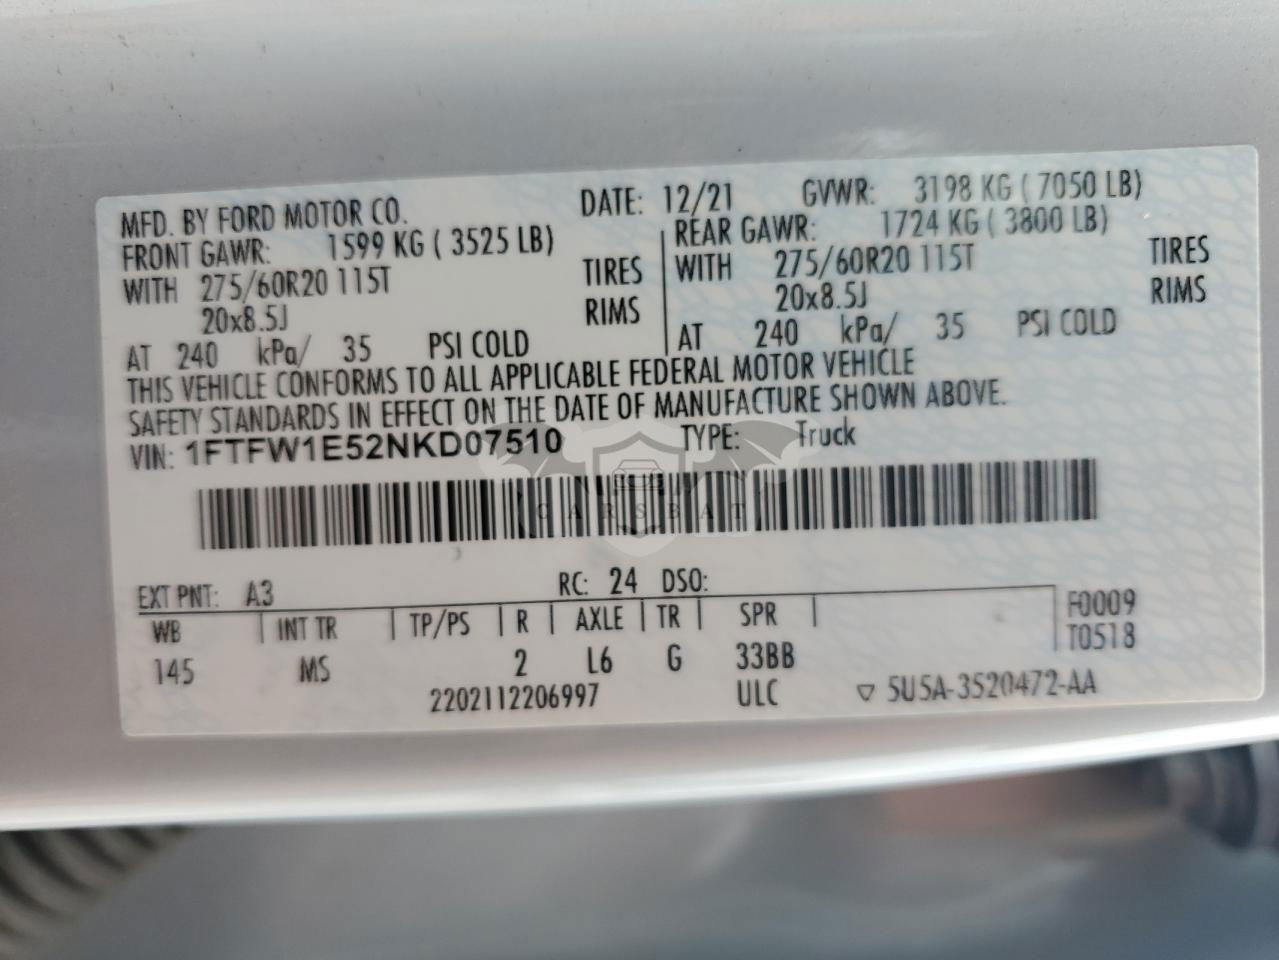 MFD. BY FORD MOTOR CO. DATE: 12/21 GVWR: 3198 KG ( 7050 LB)
FRONT GAWR: 1599 KG ( 3525 LB) REAR GAWR: 1724 KG ( 3800 LB)
WITH 275/60R20 115T TIRES WITH 275/60R20 115T TIRES
20x8.5J RIMS 20x8.5J RIMS
AT 240 kPa/ 35 PSI COLD AT 240 kPa/ 35 PSI COLD
THIS VEHICLE CONFORMS TO ALL APPLICABLE FEDERAL MOTOR VEHICLE
SAFETY STANDARDS IN EFFECT ON THE DATE OF MANUFACTURE SHOWN ABOVE.
VIN: 1FTFW1E52NKD07510 TYPE: Truck
CARSBAT
EXT PNT: A3 RC: 24 DSO:
WB INT TR TP/PS R AXLE TR SPR F0009
145 MS 2 L6 G 33BB T0518
2202112206997 ULC ▽ 5U5A-3520472-AA